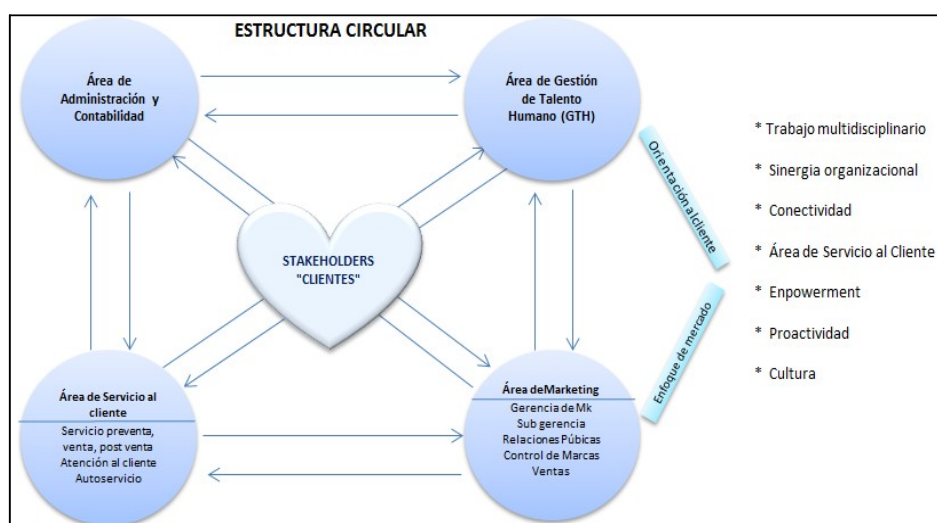 ESTRUCTURA CIRCULAR
Área de
Administración y
Contabilidad
Área de Gestión
de Talento
Humano (GTH)
STAKEHOLDERS
"CLIENTES"
Área de Servicio al
cliente
Servicio preventa,
venta, post venta
Atención al cliente
Autoservicio
Área deMarketing
Gerencia de Mk
Sub gerencia
Relaciones Púbicas
Control de Marcas
Ventas
Orientación alcliente
Enfoque de mercado
* Trabajo multidisciplinario
* Sinergia organizacional
* Conectividad
* Área de Servicio al Cliente
* Enpowerment
* Proactividad
* Cultura